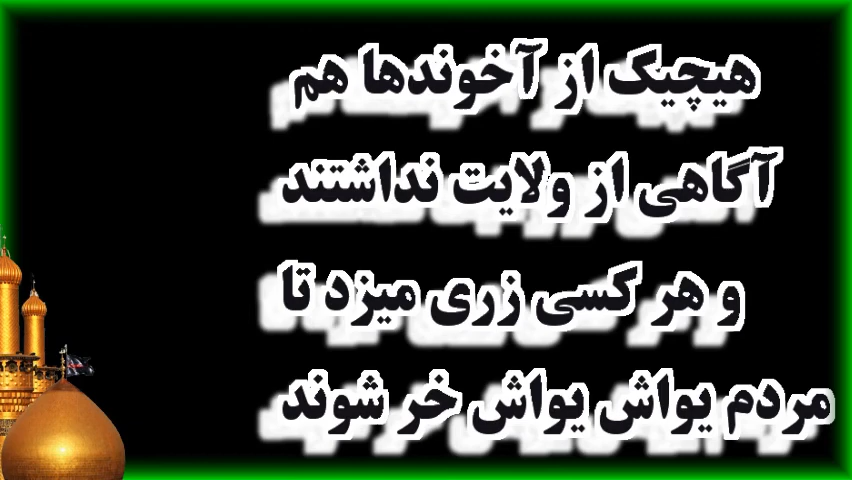 هیچیک از آخوندها هم
آگاهی از ولایت نداشتند
و هر کسی زری میزد تا
مردم یواش یواش خر شوند